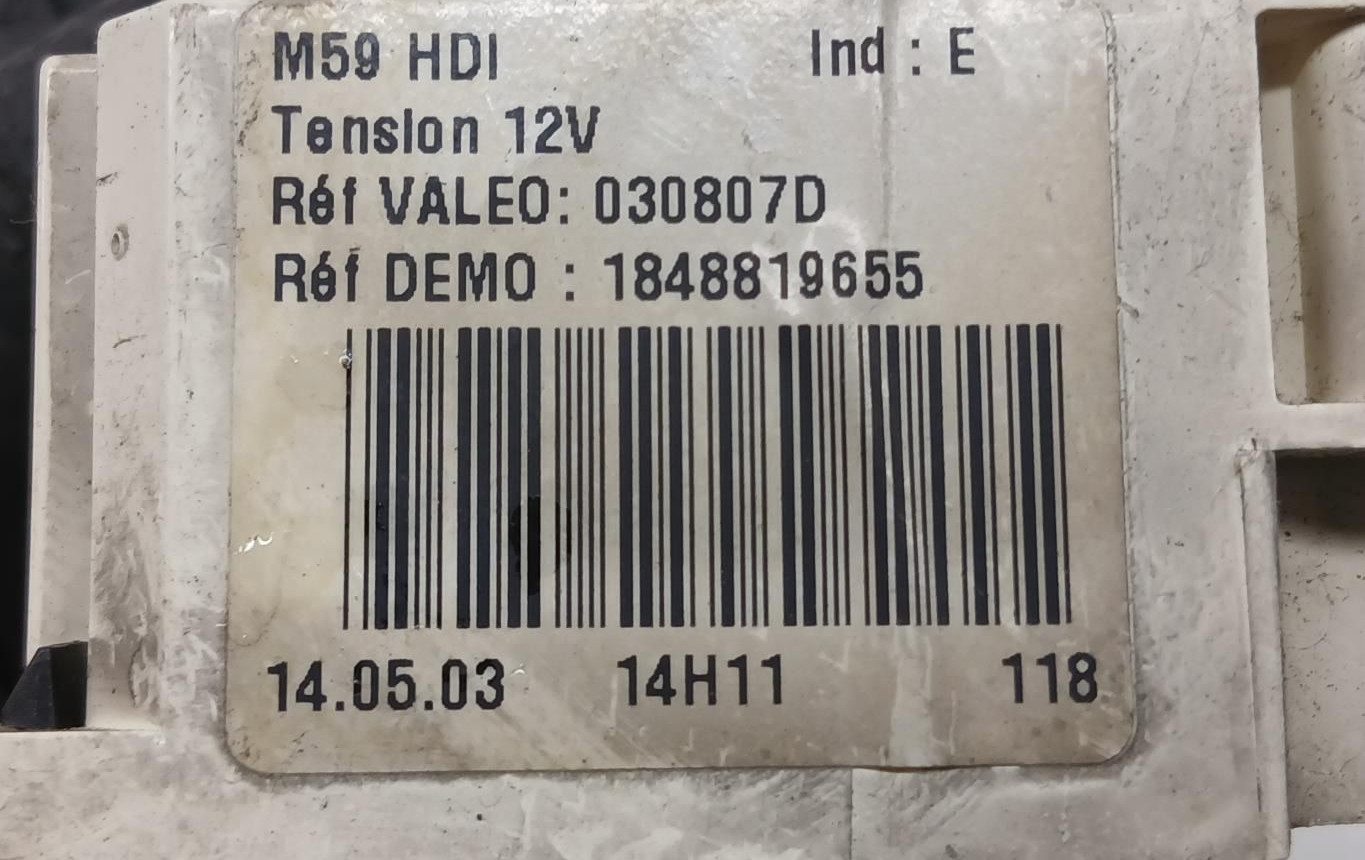 M59 HDI Ind : E
Tension 12V
Réf VALEO: 030807D
Réf DEMO : 1848819655
14.05.03 14H11 118